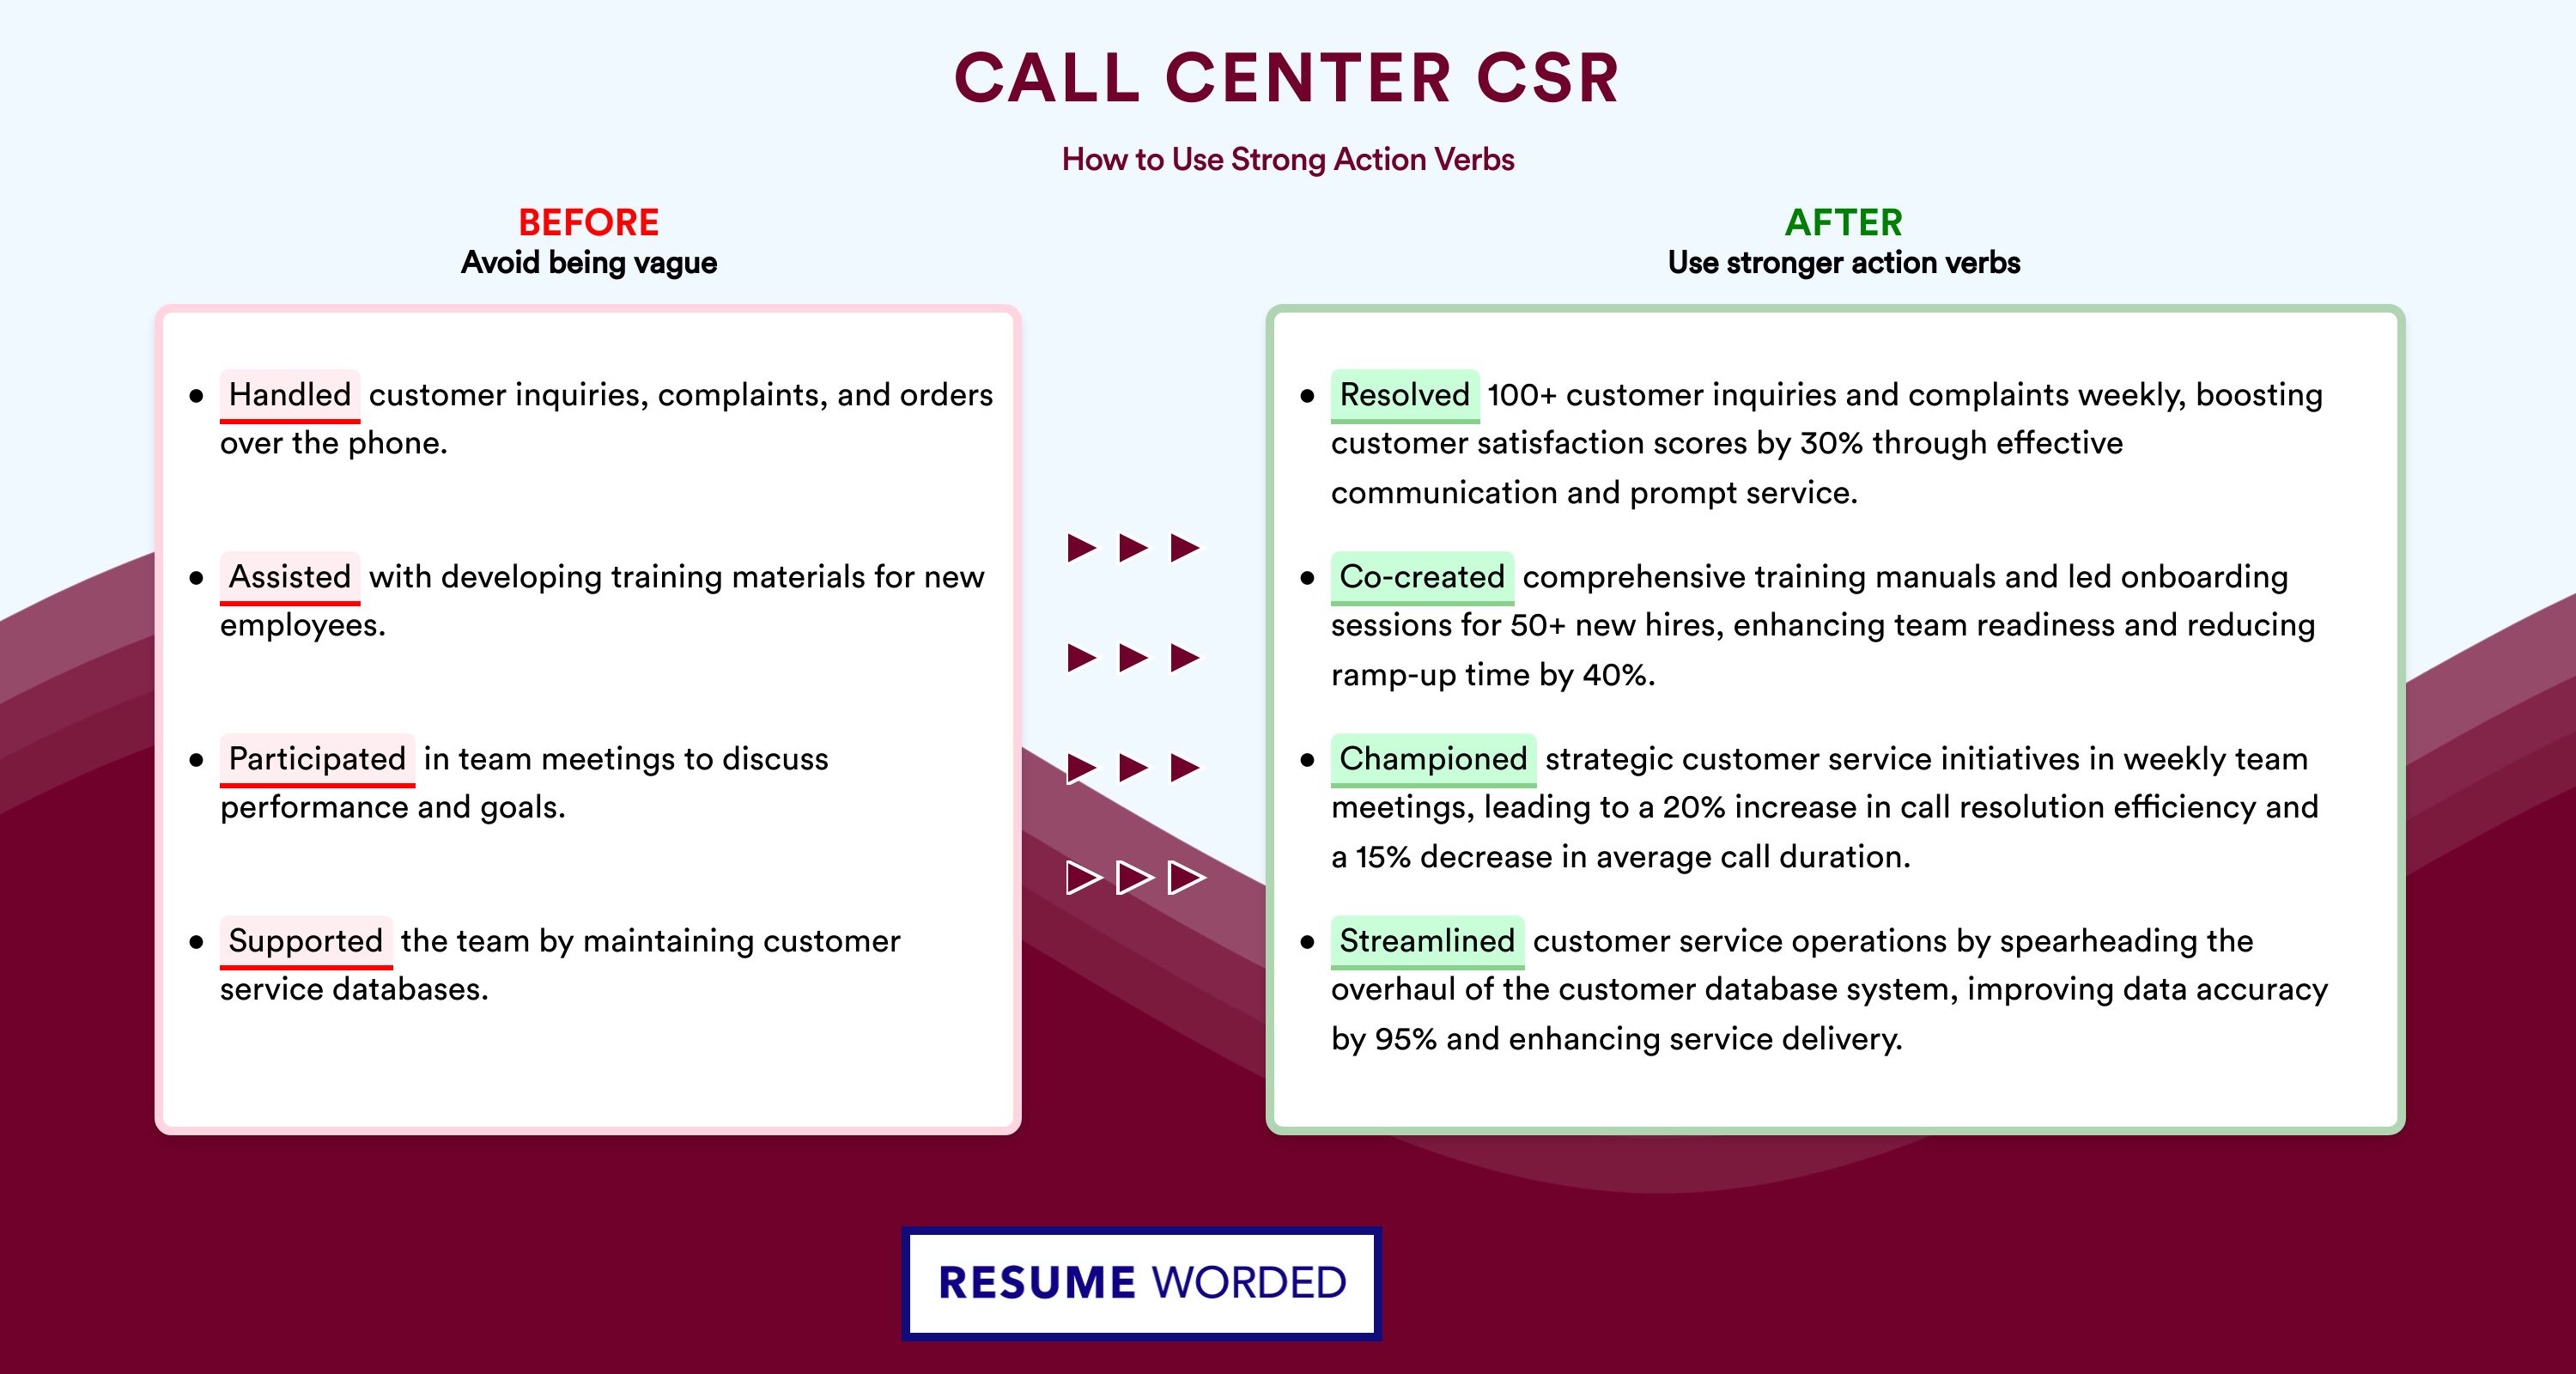 CALL CENTER CSR
How to Use Strong Action Verbs
BEFORE
Avoid being vague
• Handled customer inquiries, complaints, and orders
over the phone.
• Assisted with developing training materials for new
employees.
• Participated in team meetings to discuss
performance and goals.
• Supported the team by maintaining customer
service databases.
AFTER
Use stronger action verbs
• Resolved 100+ customer inquiries and complaints weekly, boosting
customer satisfaction scores by 30% through effective
communication and prompt service.
• Co-created comprehensive training manuals and led onboarding
sessions for 50+ new hires, enhancing team readiness and reducing
ramp-up time by 40%.
• Championed strategic customer service initiatives in weekly team
meetings, leading to a 20% increase in call resolution efficiency and
a 15% decrease in average call duration.
• Streamlined customer service operations by spearheading the
overhaul of the customer database system, improving data accuracy
by 95% and enhancing service delivery.
RESUME WORDED